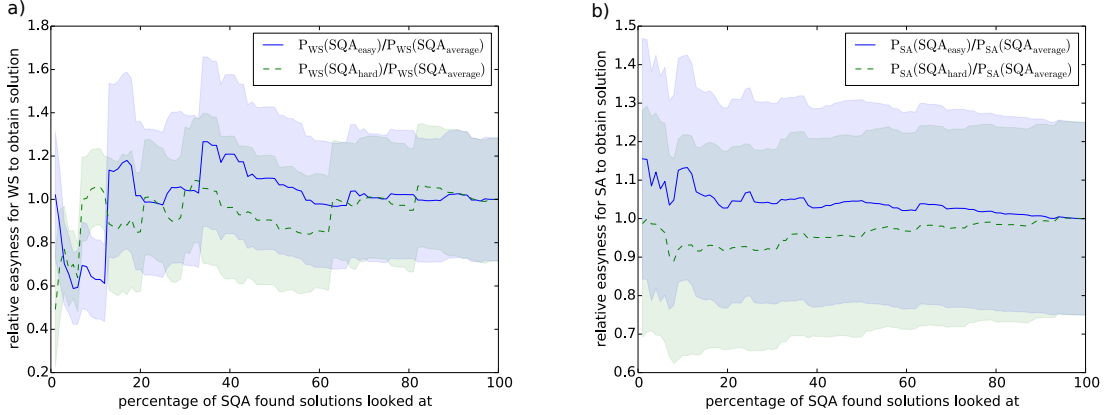 a)
relative easyness for WS to obtain solution
1.8
1.6
1.4
1.2
1.0
0.8
0.6
0.4
0.2
P_WS(SQA_easy)/P_WS(SQA_average)
P_WS(SQA_hard)/P_WS(SQA_average)
0 20 40 60 80 100
percentage of SQA found solutions looked at
b)
relative easyness for SA to obtain solution
1.5
1.4
1.3
1.2
1.1
1.0
0.9
0.8
0.7
0.6
P_SA(SQA_easy)/P_SA(SQA_average)
P_SA(SQA_hard)/P_SA(SQA_average)
0 20 40 60 80 100
percentage of SQA found solutions looked at